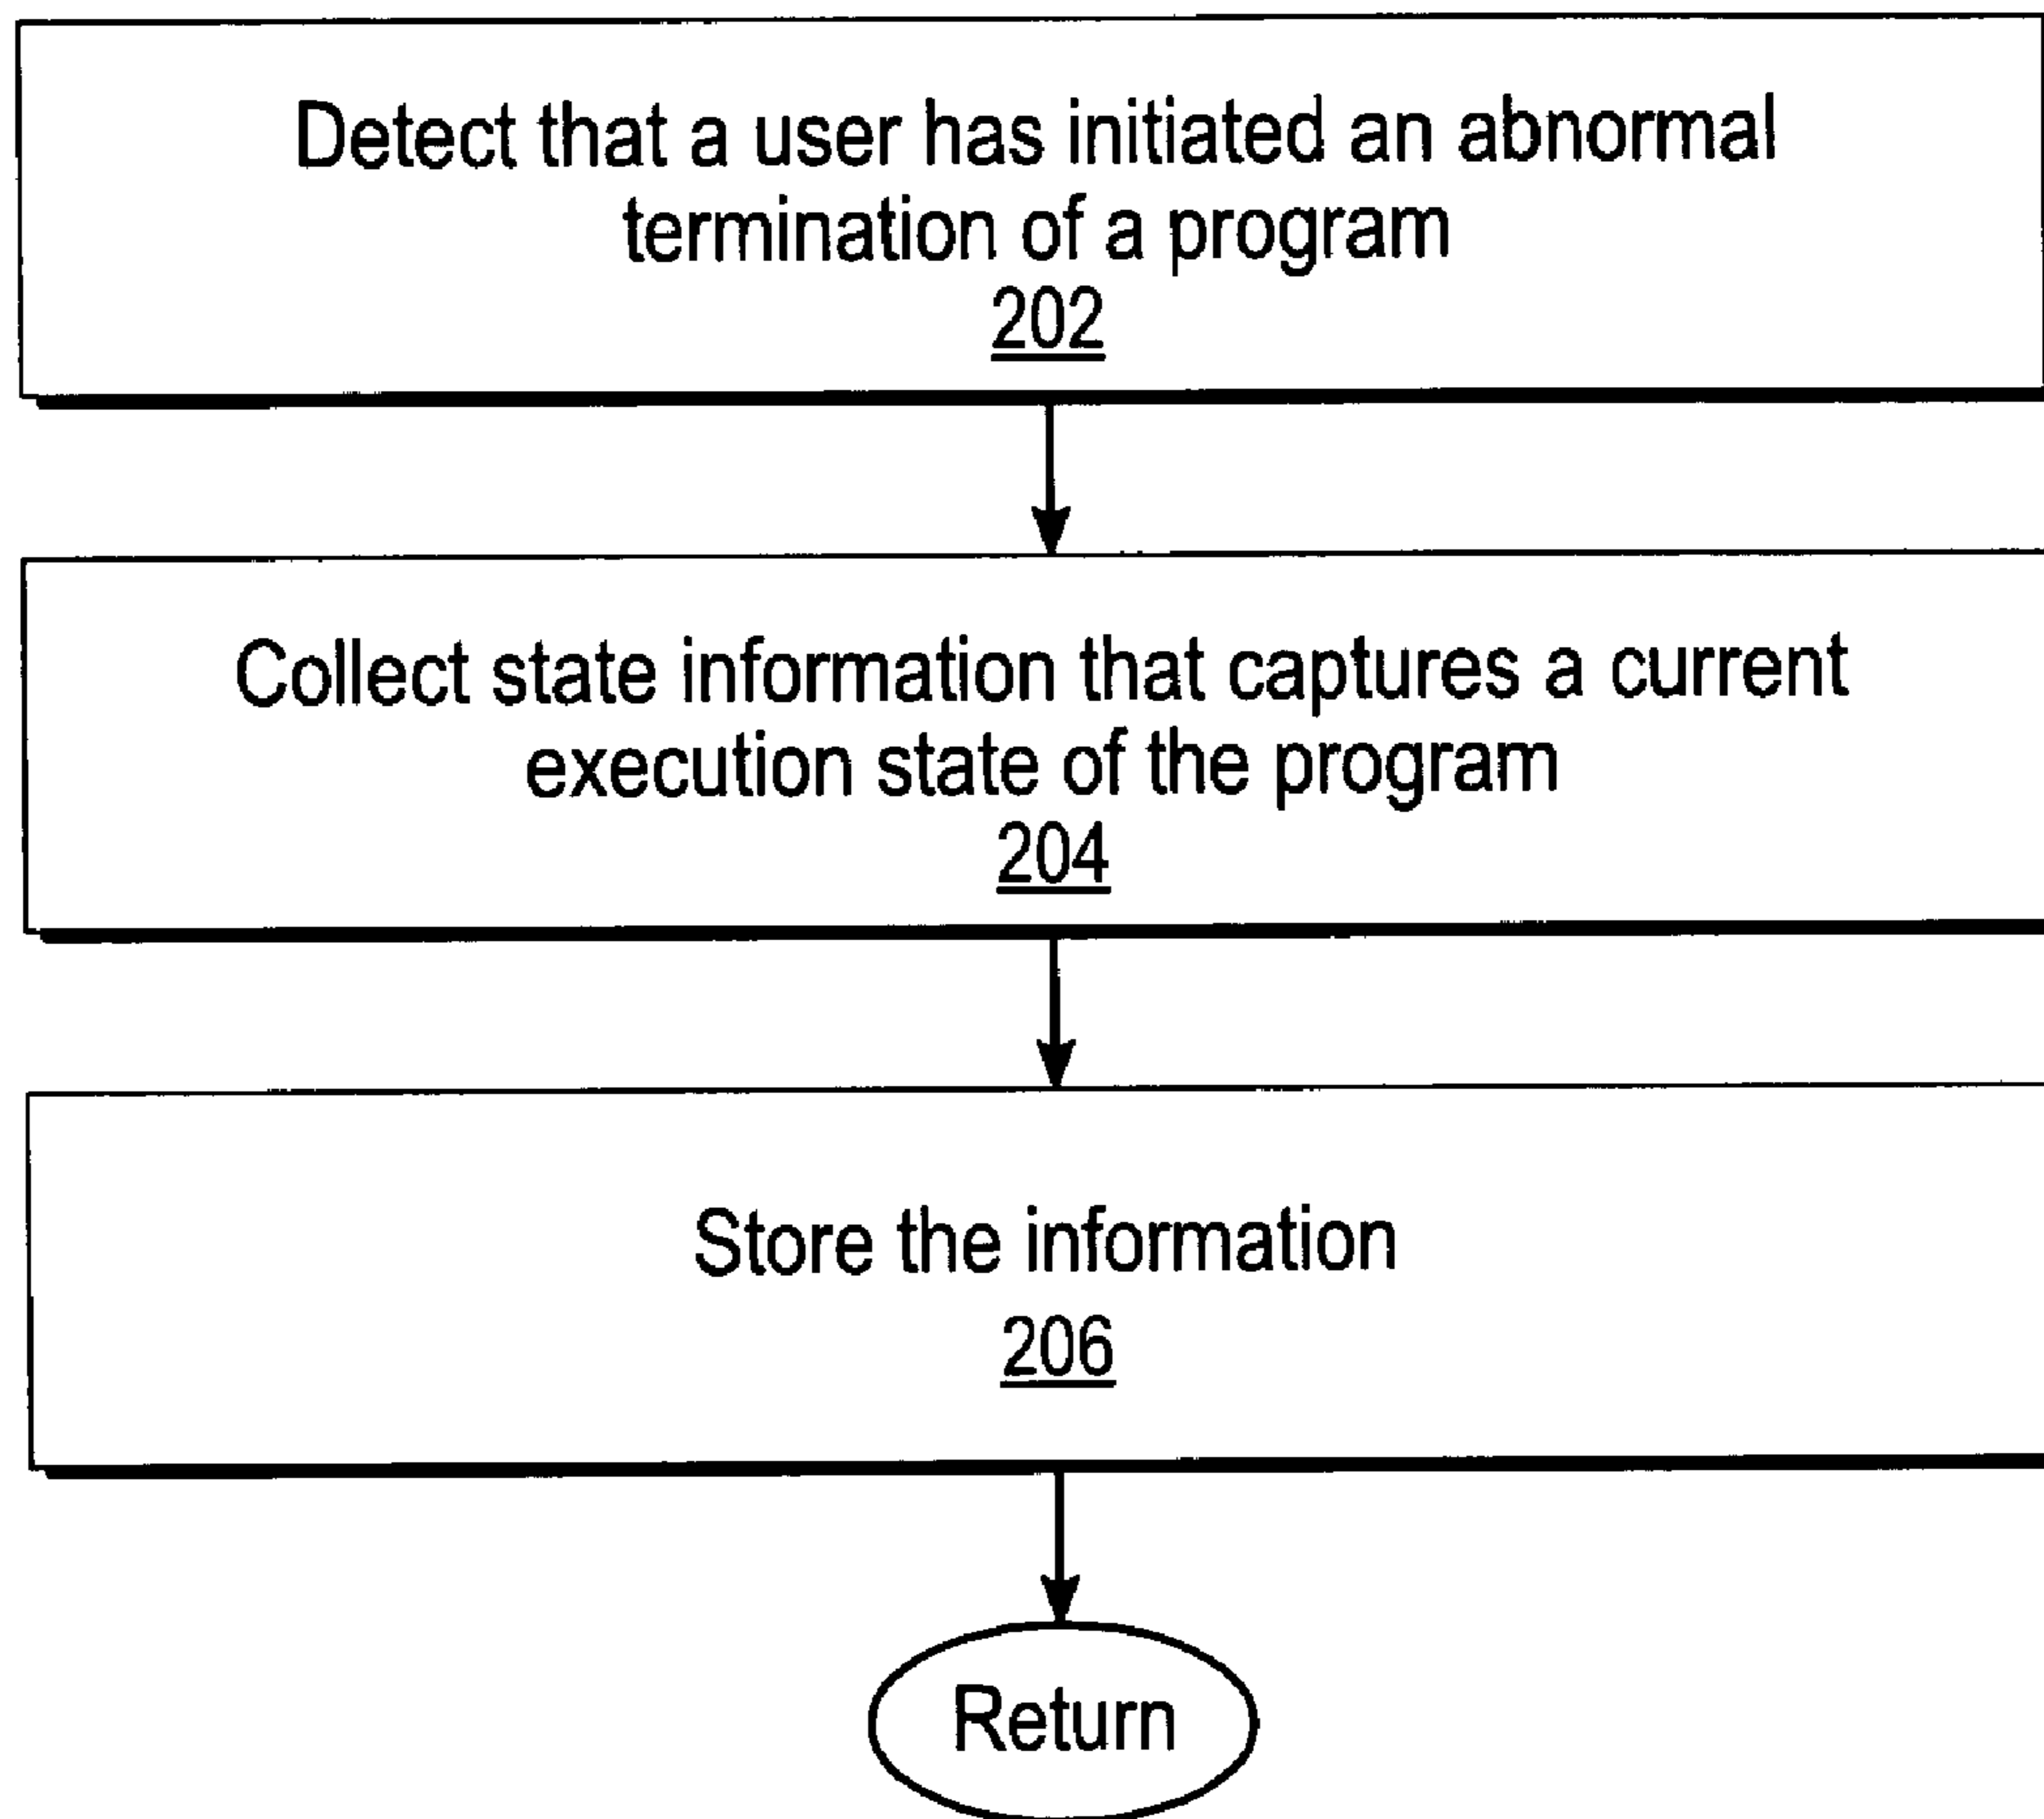 Detect that a user has initiated an abnormal
termination of a program
202
Collect state information that captures a current
execution state of the program
204
Store the information
206
Return